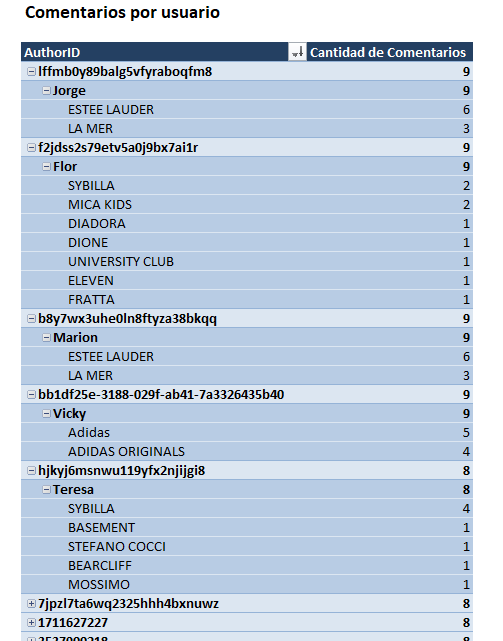 Comentarios por usuario
AuthorID Cantidad de Comentarios
lffmb0y89balg5vfyraboqfm8 9
Jorge 9
ESTEE LAUDER 6
LA MER 3
f2jdss2s79etv5a0j9bx7ai1r 9
Flor 9
SYBILLA 2
MICA KIDS 2
DIADORA 1
DIONE 1
UNIVERSITY CLUB 1
ELEVEN 1
FRATTA 1
b8y7wx3uhe0ln8ftyza38bkqq 9
Marion 9
ESTEE LAUDER 6
LA MER 3
bb1df25e-3188-029f-ab41-7a3326435b40 9
Vicky 9
Adidas 5
ADIDAS ORIGINALS 4
hjkyj6msnwu119yfx2njijgi8 8
Teresa 8
SYBILLA 4
BASEMENT 1
STEFANO COCCI 1
BEARCLIFF 1
MOSSIMO 1
7jpzl7ta6wq2325hhh4bxnuwz 8
1711627227 8